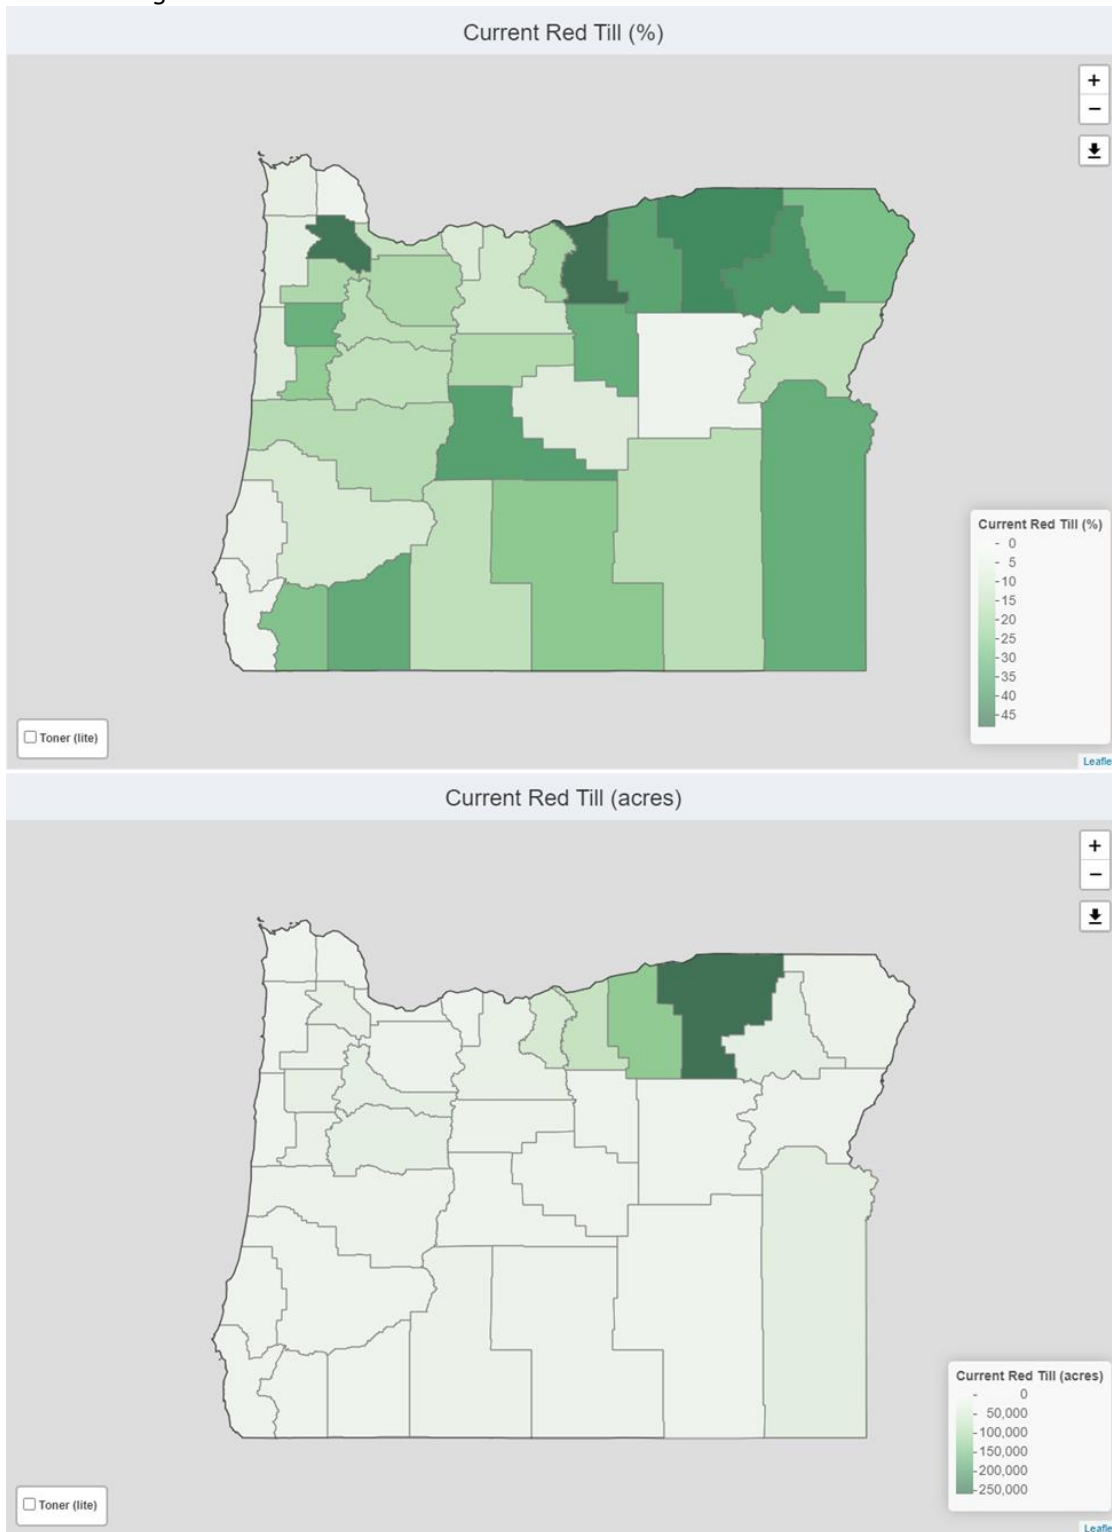 Current Red Till (%)
+
−
Current Red Till (%)
- 0
- 5
-10
-15
-20
-25
-30
-35
-40
-45
Toner (lite)
Leafle
Current Red Till (acres)
+
−
Current Red Till (acres)
- 0
- 50,000
-100,000
-150,000
-200,000
-250,000
Toner (lite)
Leafle